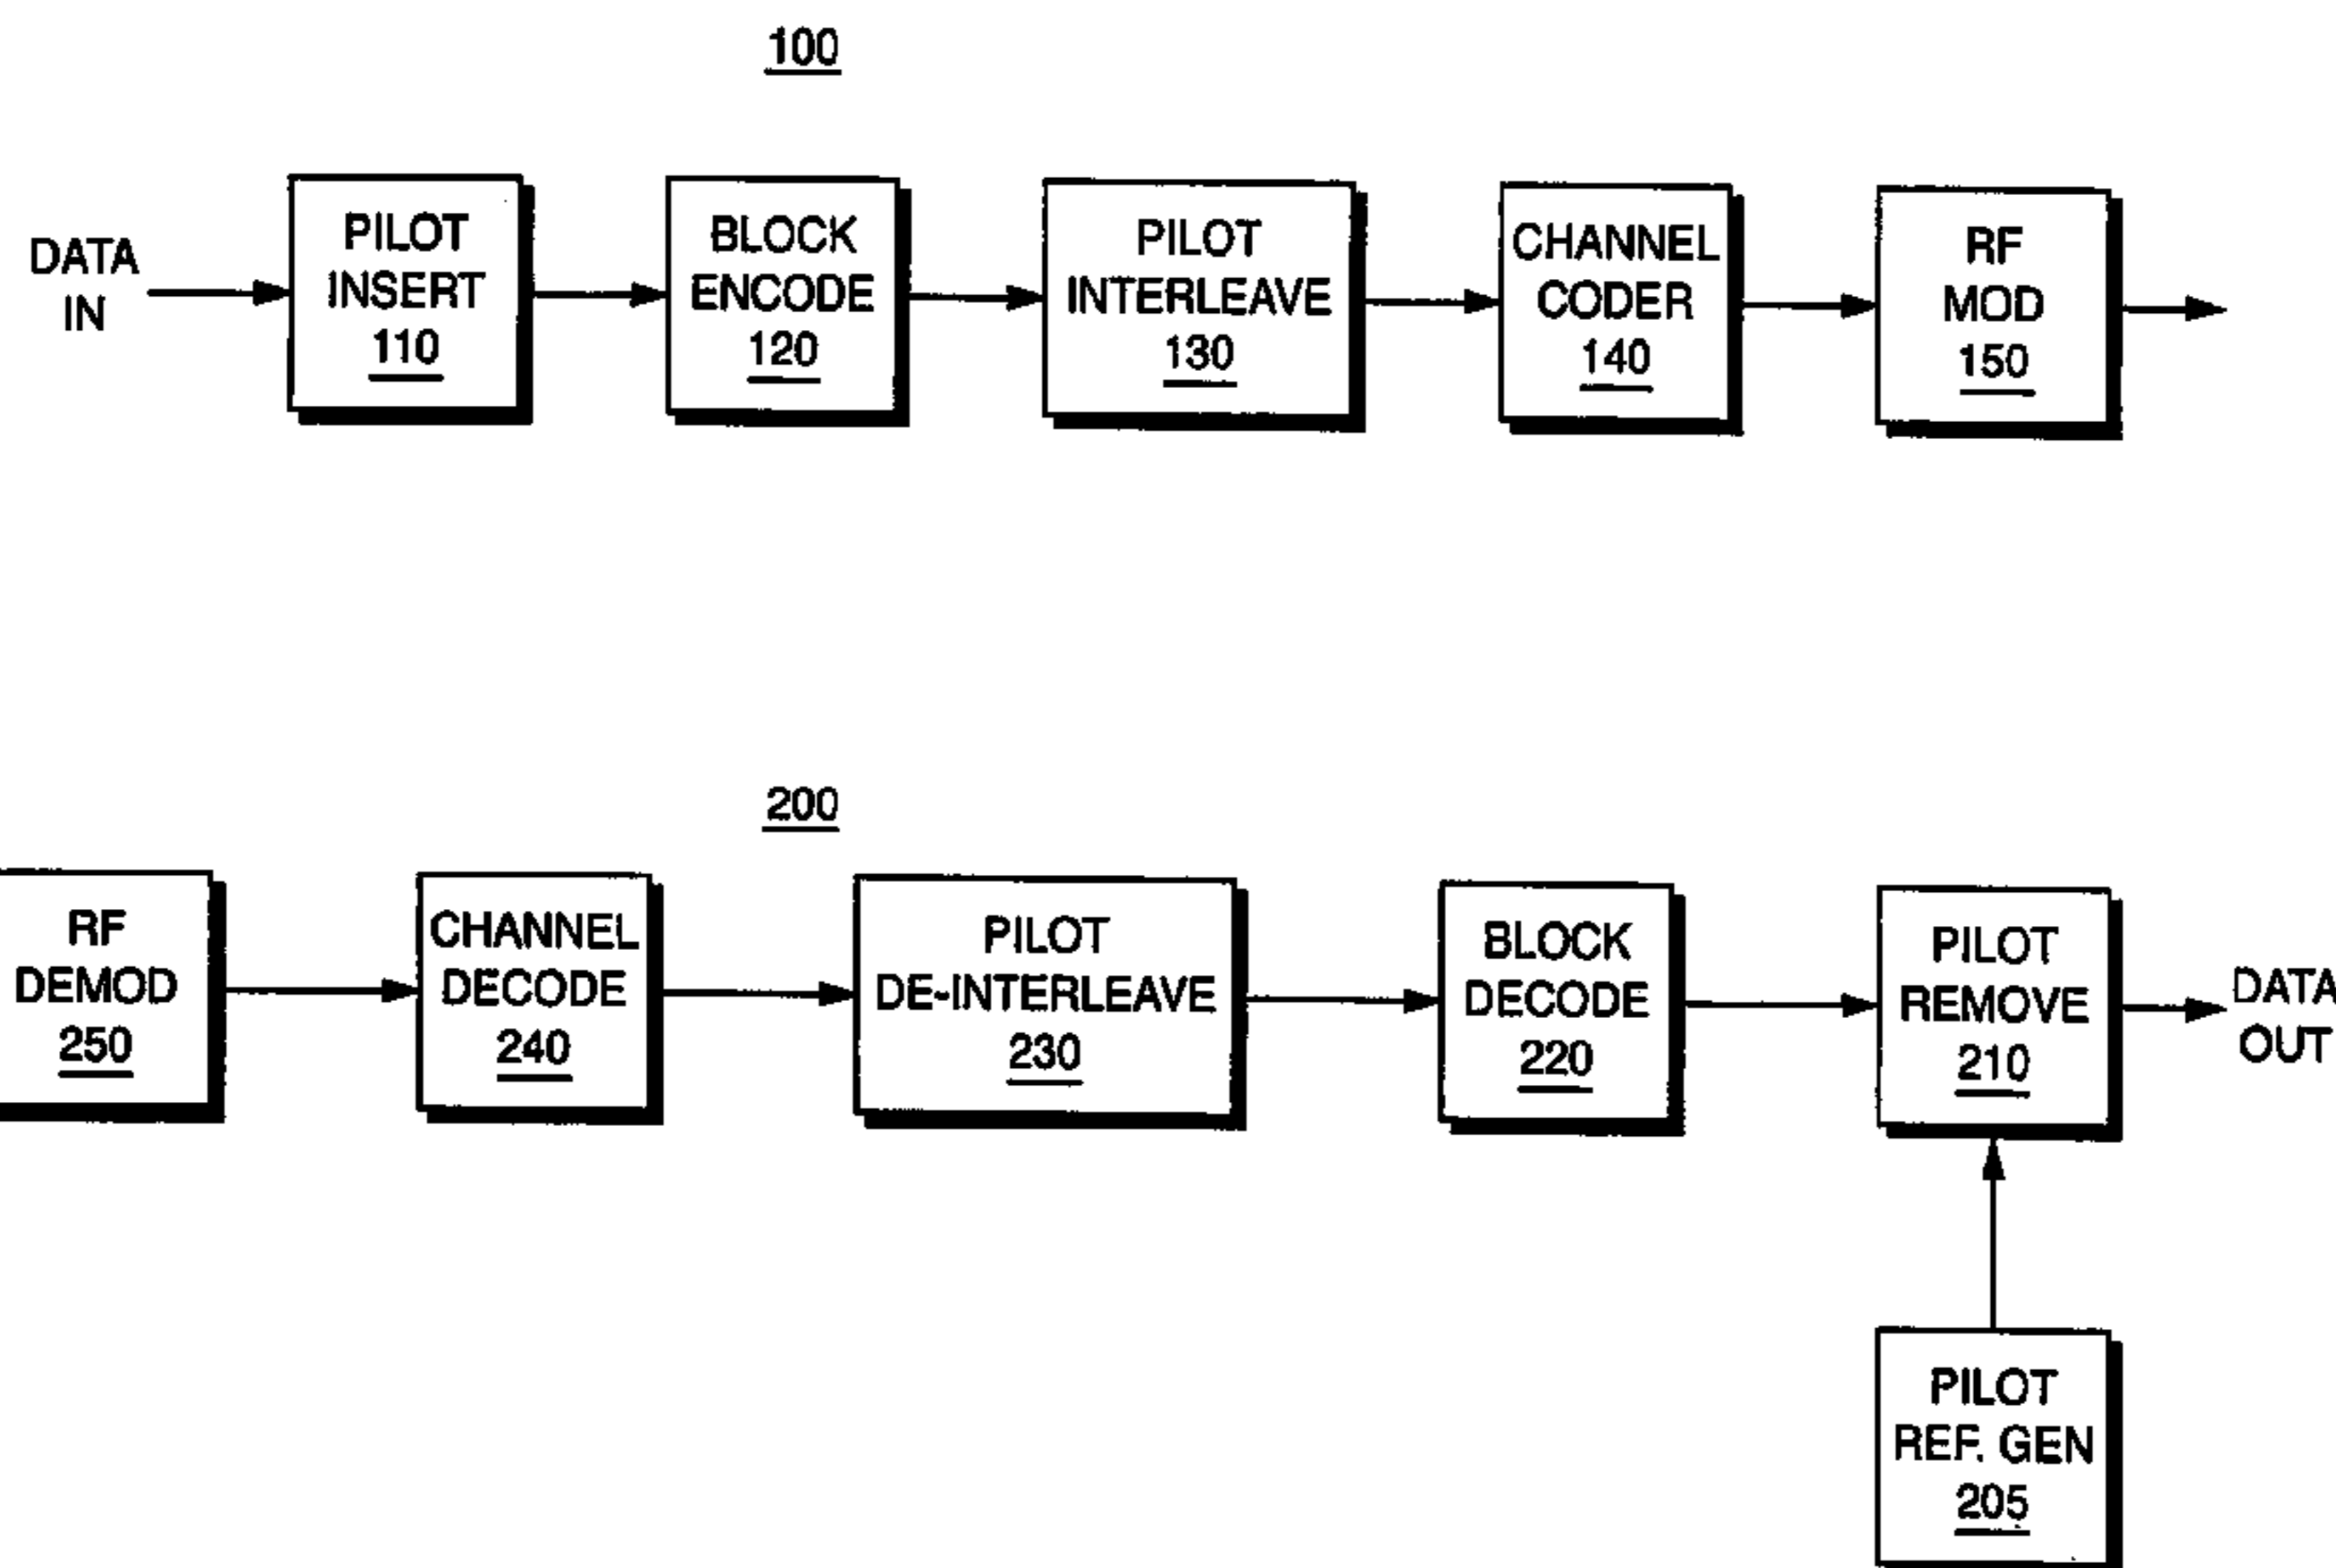 100
DATA
IN
PILOT
INSERT
110
BLOCK
ENCODE
120
PILOT
INTERLEAVE
130
CHANNEL
CODER
140
RF
MOD
150
200
RF
DEMOD
250
CHANNEL
DECODE
240
PILOT
DE-INTERLEAVE
230
BLOCK
DECODE
220
PILOT
REMOVE
210
DATA
OUT
PILOT
REF. GEN
205